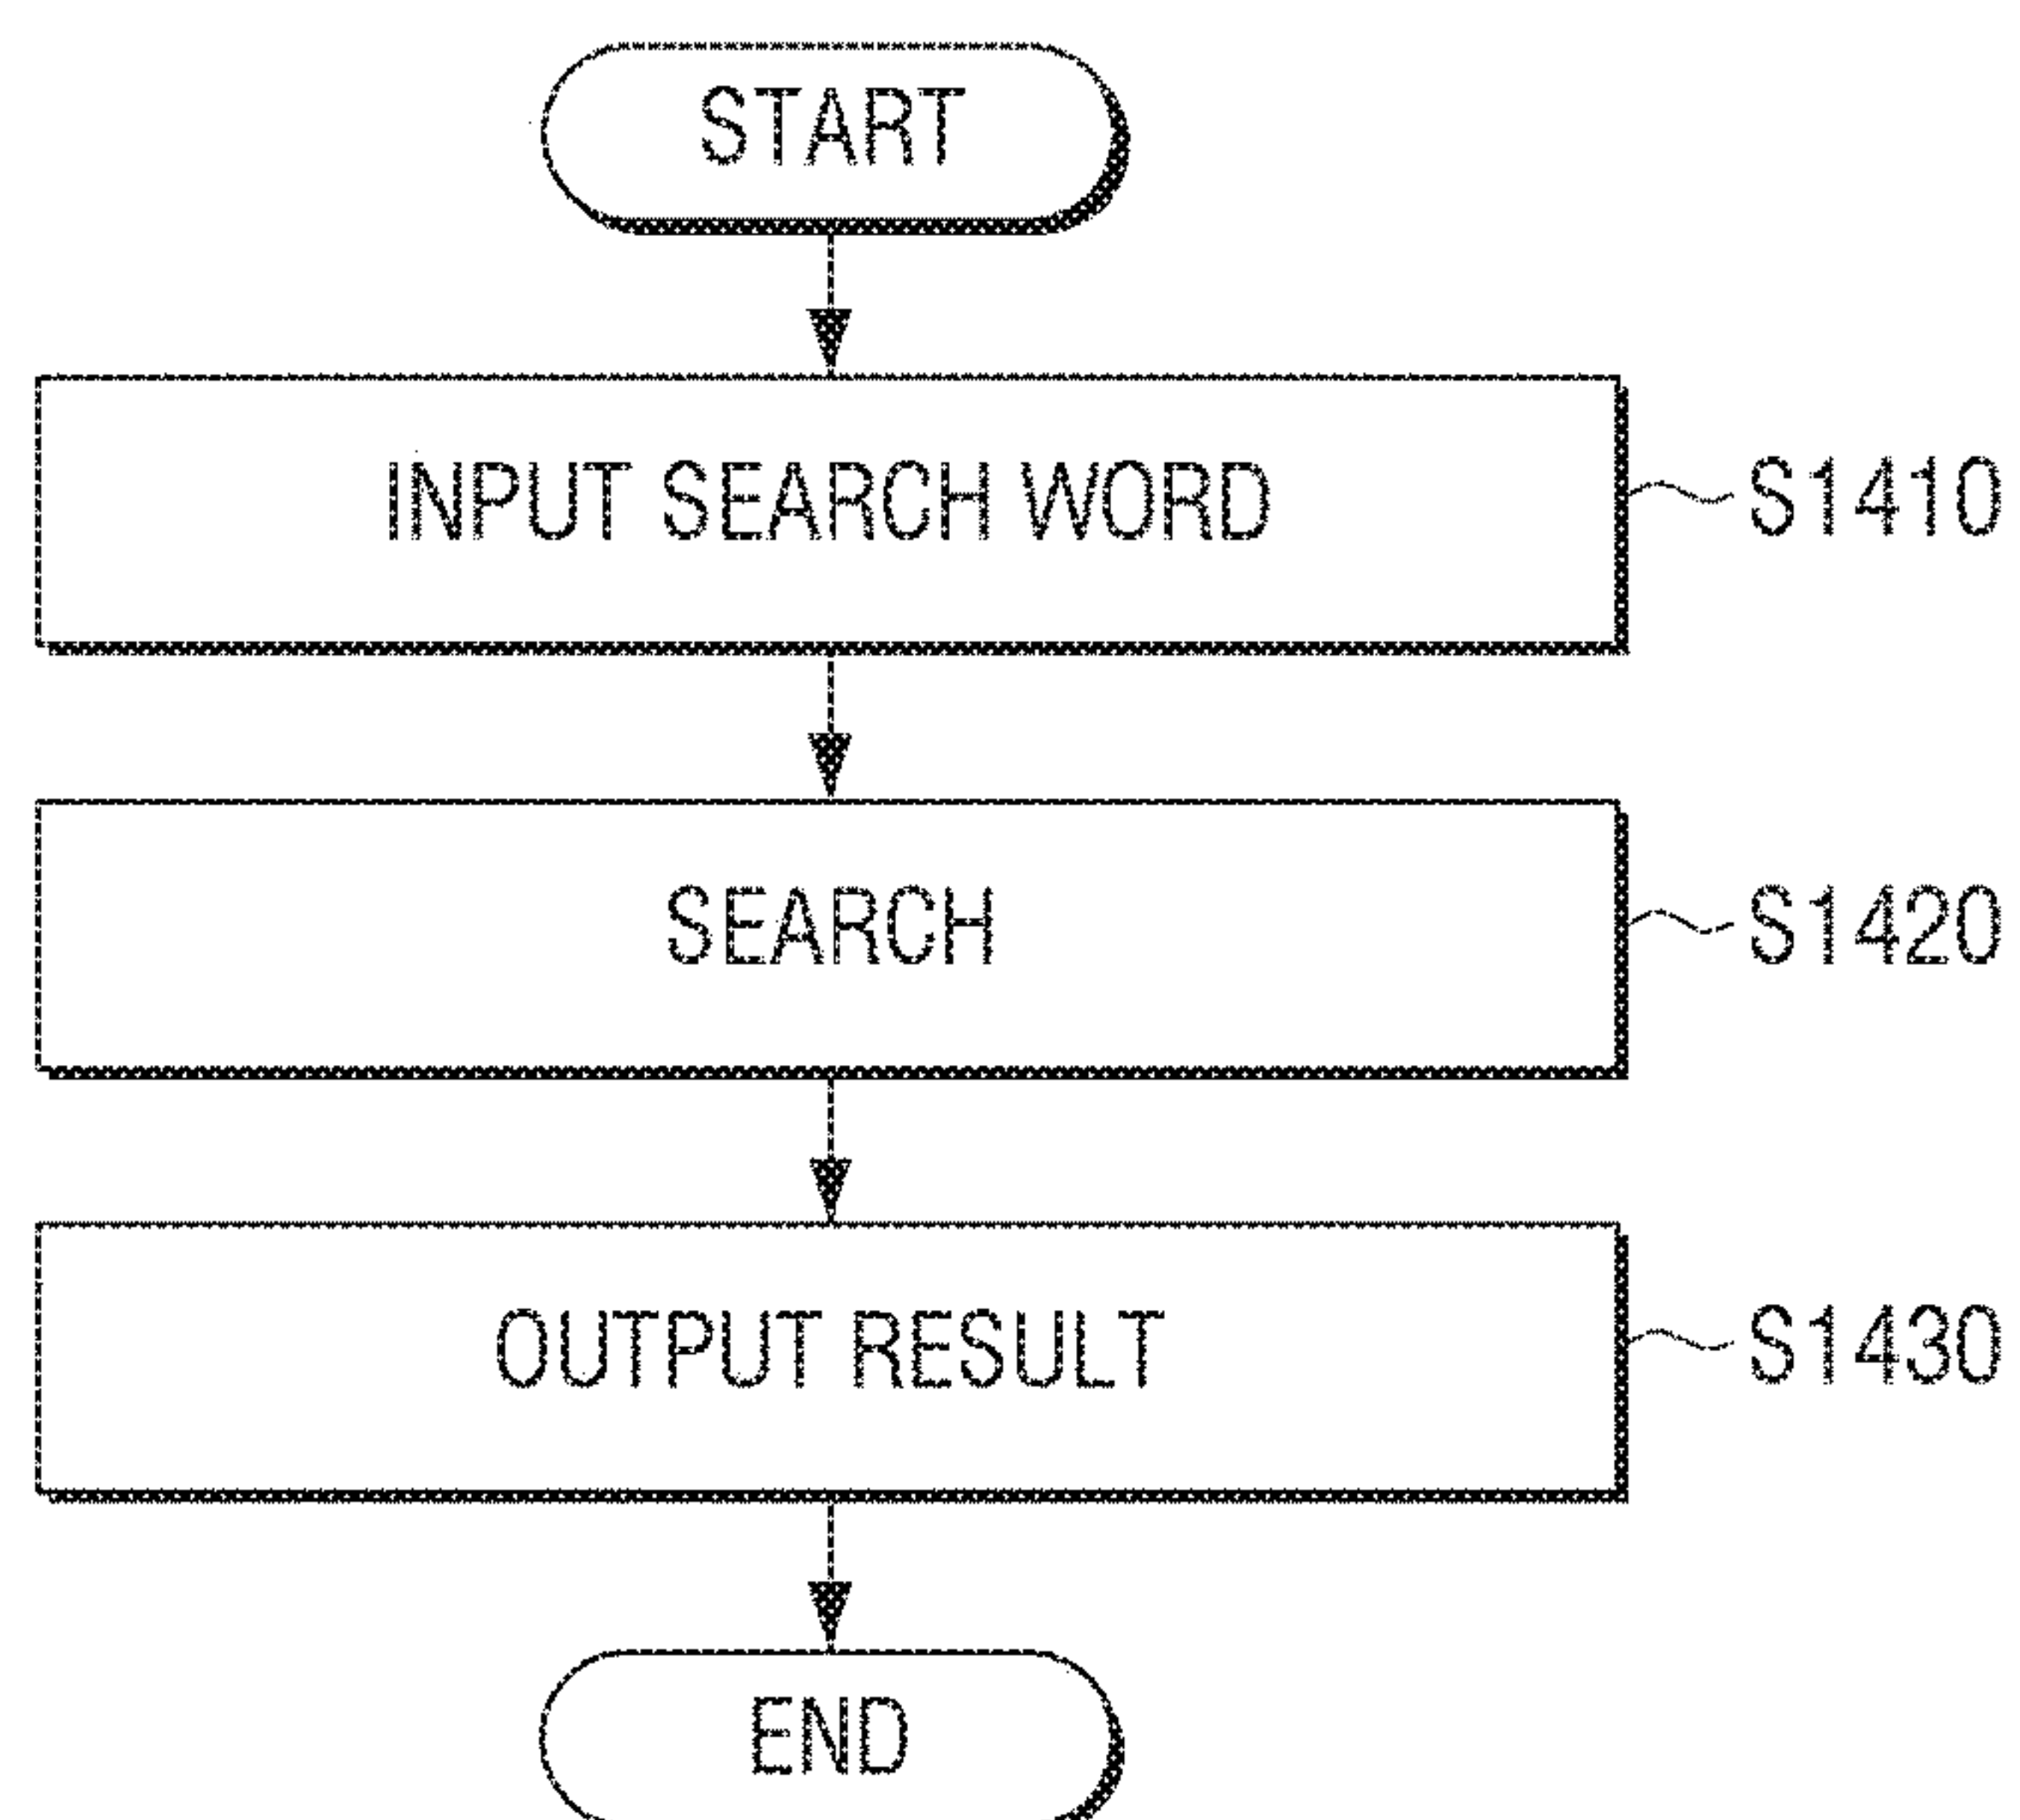 START
INPUT SEARCH WORD
S1410
SEARCH
S1420
OUTPUT RESULT
S1430
END